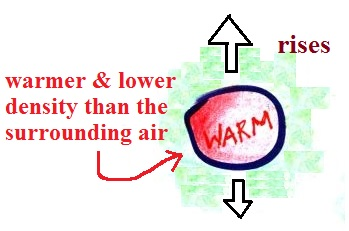 rises
warmer & lower
density than the
surrounding air
WARM